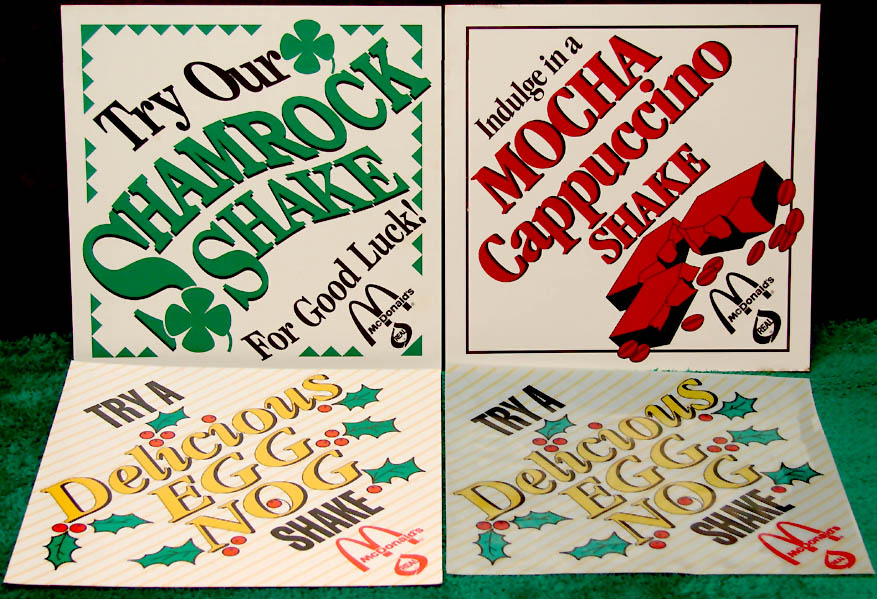 Try Our
SHAMROCK
SHAKE
For Good Luck!
McDonald's
REAL
Indulge in a
MOCHA
Cappuccino
SHAKE
McDonald's
REAL
TRY A
Delicious
EGG
NOG
SHAKE
McDonald's
REAL
TRY A
Delicious
EGG
NOG
SHAKE
McDonald's
REAL